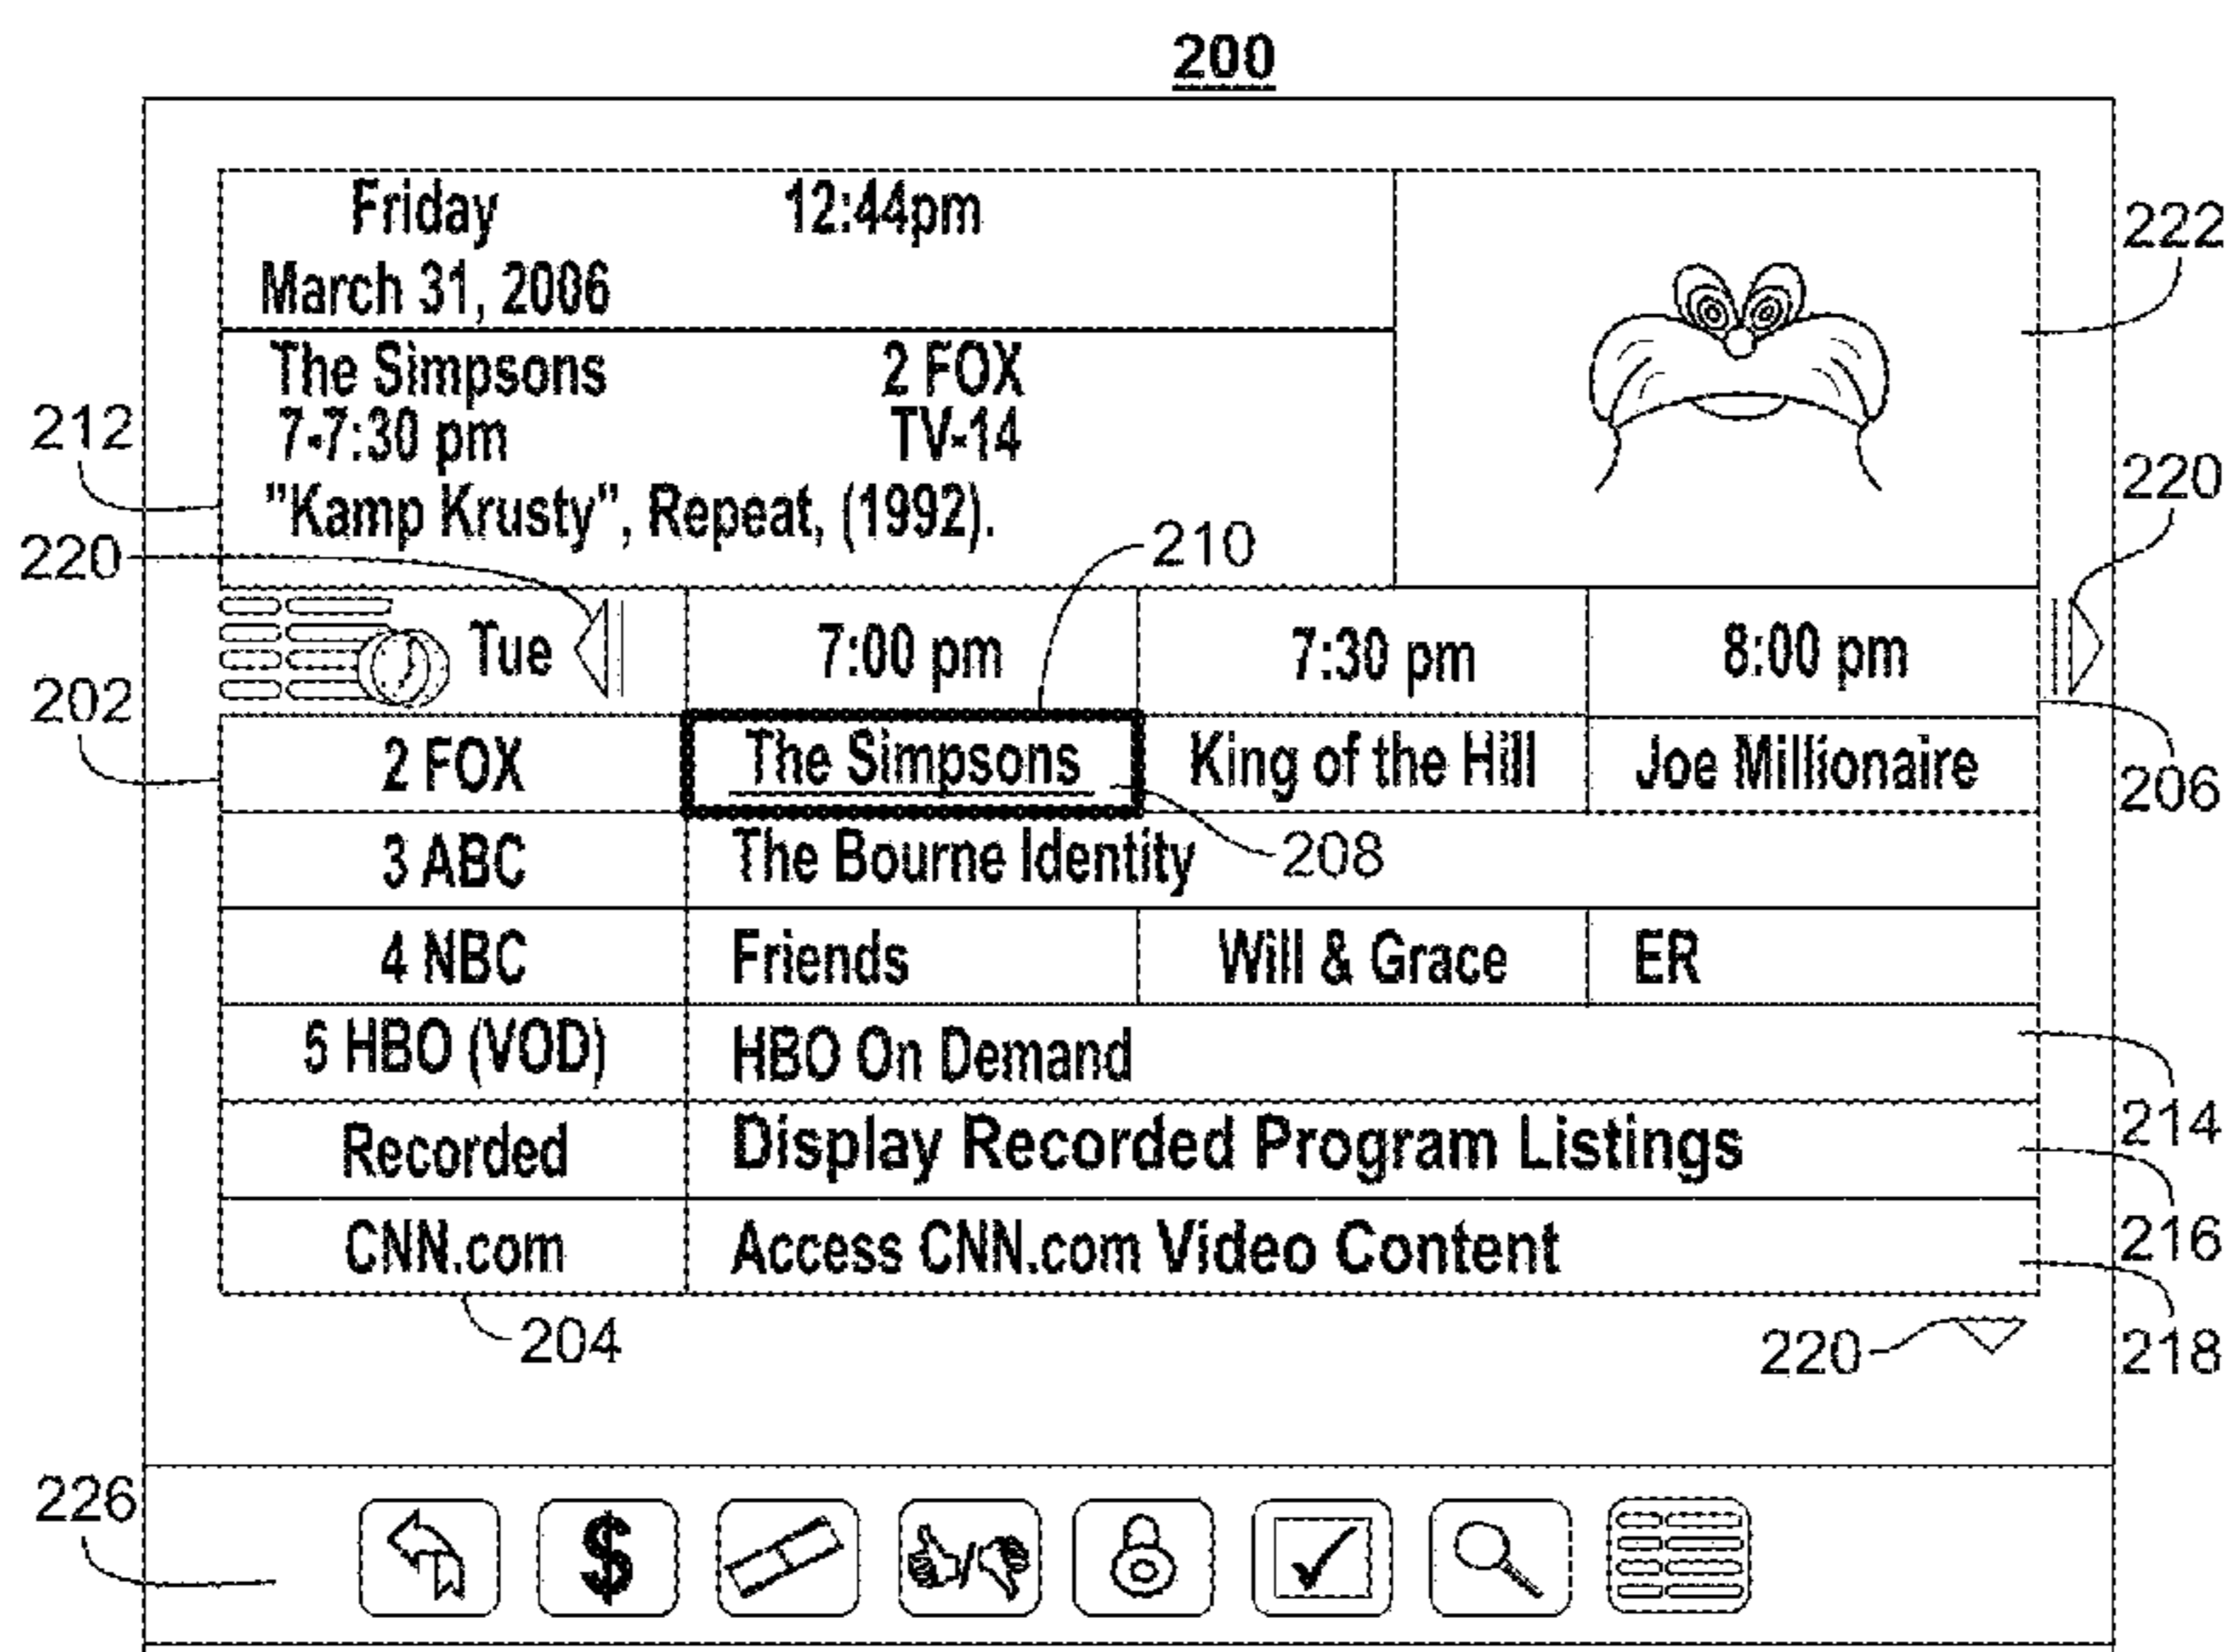 200
Friday 12:44pm
March 31, 2006
222
The Simpsons 2 FOX
212 7-7:30 pm TV-14
220
"Kamp Krusty", Repeat, (1992).
220 210
Tue 7:00 pm 7:30 pm 8:00 pm
202
2 FOX The Simpsons King of the Hill Joe Millionaire
206
3 ABC The Bourne Identity 208
4 NBC Friends Will & Grace ER
5 HBO (VOD) HBO On Demand
214
Recorded Display Recorded Program Listings
216
CNN.com Access CNN.com Video Content
204 220 218
226
$